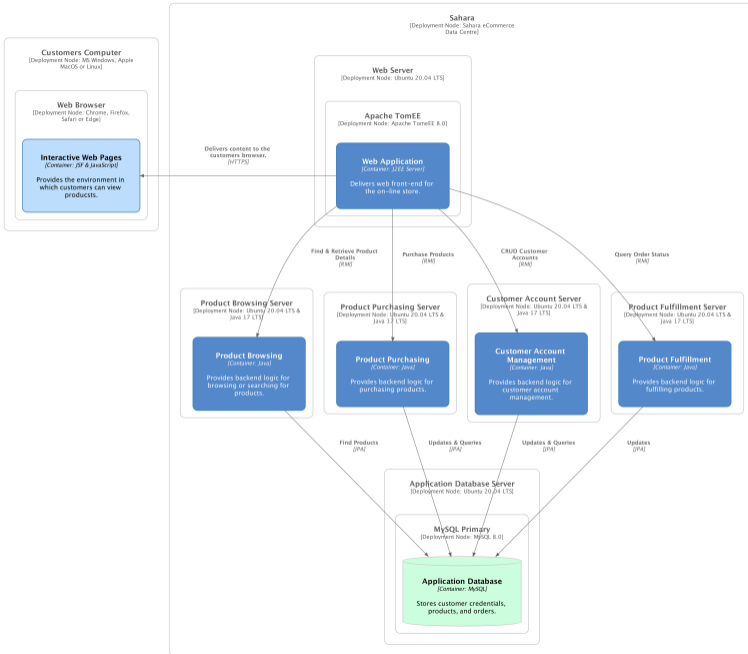 Sahara
[Deployment Node: Sahara eCommerce
Data Centre]
Customers Computer
[Deployment Node: MS Windows, Apple
MacOS or Linux]
Web Browser
[Deployment Node: Chrome, Firefox,
Safari or Edge]
Interactive Web Pages
[Container: JSF & JavaScript]
Provides the environment in
which customers can view
producsts.
Delivers content to the
customers browser.
[HTTPS]
Web Server
[Deployment Node: Ubuntu 20.04 LTS]
Apache TomEE
[Deployment Node: Apache TomEE 8.0]
Web Application
[Container: J2EE Server]
Delivers web front-end for
the on-line store.
Find & Retrieve Product
Details
[RMI]
Purchase Products
[RMI]
CRUD Customer
Accounts
[RMI]
Query Order Status
[RMI]
Product Browsing Server
[Deployment Node: Ubuntu 20.04 LTS &
Java 17 LTS]
Product Browsing
[Container: Java]
Provides backend logic for
browsing or searching for
products.
Product Purchasing Server
[Deployment Node: Ubuntu 20.04 LTS &
Java 17 LTS]
Product Purchasing
[Container: Java]
Provides backend logic for
purchasing products.
Customer Account Server
[Deployment Node: Ubuntu 20.04 LTS &
Java 17 LTS]
Customer Account
Management
[Container: Java]
Provides backend logic for
customer account
management.
Product Fulfillment Server
[Deployment Node: Ubuntu 20.04 LTS &
Java 17 LTS]
Product Fulfillment
[Container: Java]
Provides backend logic for
fulfilling products.
Find Products
[JPA]
Updates & Queries
[JPA]
Updates & Queries
[JPA]
Updates
[JPA]
Application Database Server
[Deployment Node: Ubuntu 20.04 LTS]
MySQL Primary
[Deployment Node: MySQL 8.0]
Application Database
[Container: MySQL]
Stores customer credentials,
products, and orders.